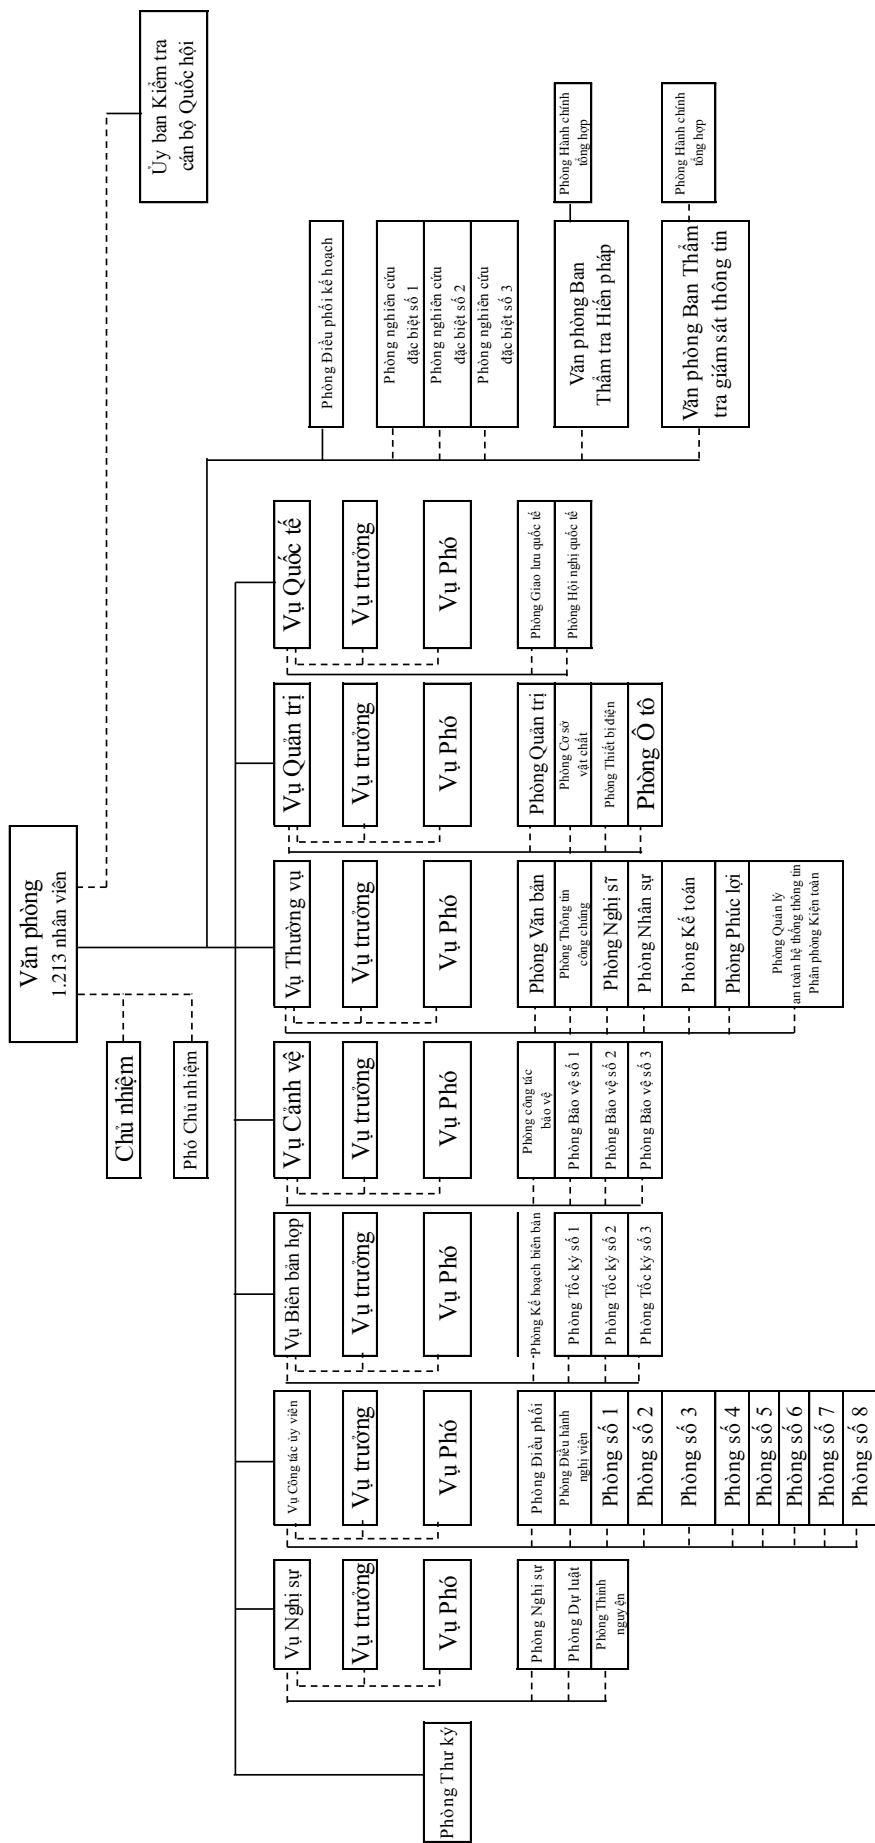 Văn phòng
1.213 nhân viên
Ủy ban Kiểm tra
cán bộ Quốc hội
Chủ nhiệm
Phó Chủ nhiệm
Phòng Thư ký
Vụ Nghị sự
Vụ trưởng
Vụ Phó
Phòng Nghị sự
Phòng Dự luật
Phòng Thỉnh
nguyện
Vụ Công tác ủy viên
Vụ trưởng
Vụ Phó
Phòng Điều phối
Phòng Điều hành
nghị viện
Phòng số 1
Phòng số 2
Phòng số 3
Phòng số 4
Phòng số 5
Phòng số 6
Phòng số 7
Phòng số 8
Vụ Biên bản họp
Vụ trưởng
Vụ Phó
Phòng Kế hoạch biên bản
Phòng Tốc ký số 1
Phòng Tốc ký số 2
Phòng Tốc ký số 3
Vụ Cảnh vệ
Vụ trưởng
Vụ Phó
Phòng công tác
bảo vệ
Phòng Bảo vệ số 1
Phòng Bảo vệ số 2
Phòng Bảo vệ số 3
Vụ Thường vụ
Vụ trưởng
Vụ Phó
Phòng Văn bản
Phòng Thông tin
công chúng
Phòng Nghị sĩ
Phòng Nhân sự
Phòng Kế toán
Phòng Phúc lợi
Phòng Quản lý
an toàn hệ thống thông tin
Phân phòng Kiện toàn
Vụ Quản trị
Vụ trưởng
Vụ Phó
Phòng Quản trị
Phòng Cơ sở
vật chất
Phòng Thiết bị điện
Phòng Ô tô
Vụ Quốc tế
Vụ trưởng
Vụ Phó
Phòng Giao lưu quốc tế
Phòng Hội nghị quốc tế
Phòng Điều phối kế hoạch
Phòng nghiên cứu
đặc biệt số 1
Phòng nghiên cứu
đặc biệt số 2
Phòng nghiên cứu
đặc biệt số 3
Văn phòng Ban
Thẩm tra Hiến pháp
Phòng Hành chính
tổng hợp
Văn phòng Ban Thẩm
tra giám sát thông tin
Phòng Hành chính
tổng hợp